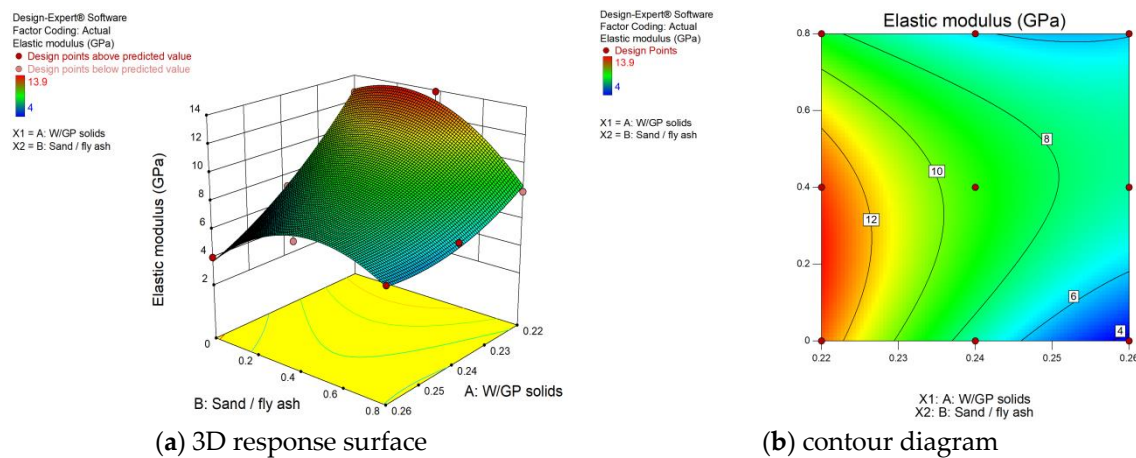 Design-Expert® Software
Factor Coding: Actual
Elastic modulus (GPa)
Design points above predicted value
Design points below predicted value
13.9
4
X1 = A: W/GP solids
X2 = B: Sand / fly ash
Elastic modulus (GPa)
14
12
10
8
6
4
2
0
0.2
0.4
0.6
0.8
B: Sand / fly ash
0.26
0.25
0.24
0.23
0.22
A: W/GP solids
(a) 3D response surface
Design-Expert® Software
Factor Coding: Actual
Elastic modulus (GPa)
Design Points
13.9
4
X1 = A: W/GP solids
X2 = B: Sand / fly ash
Elastic modulus (GPa)
0.8
0.6
0.4
0.2
0
8
10
12
6
4
0.22
0.23
0.24
0.25
0.26
X1: A: W/GP solids
X2: B: Sand / fly ash
(b) contour diagram